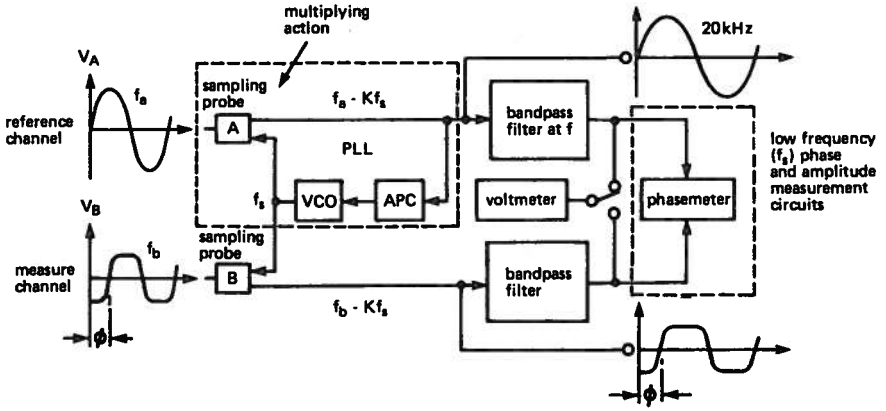 multiplying
action
20kHz
V_A
sampling
probe
f_a
f_a - Kf_s
reference
channel
A
bandpass
filter at f
PLL
low frequency
(f_s) phase
and amplitude
measurement
circuits
f_s
VCO
APC
voltmeter
phasemeter
V_B
sampling
probe
f_b
measure
channel
B
bandpass
filter
f_b - Kf_s
ϕ
ϕ